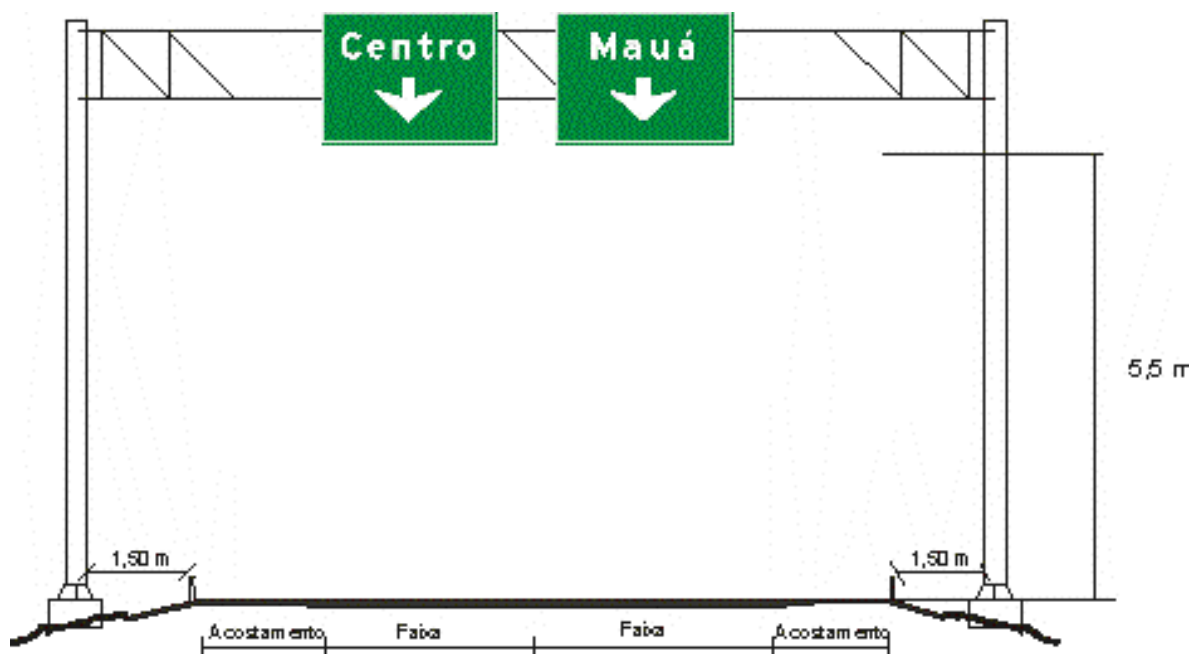 Centro
Mauá
5,5 m
1,50 m
1,50 m
Acostamento Faixa Faixa Acostamento